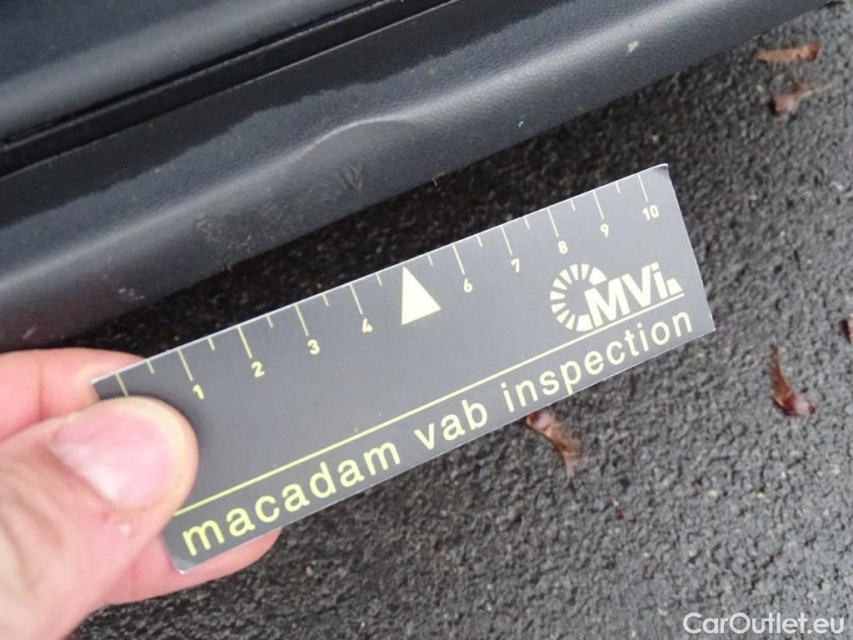 1 2 3 4 6 7 8 9 10
MVi
macadam vab inspection
CarOutlet.eu